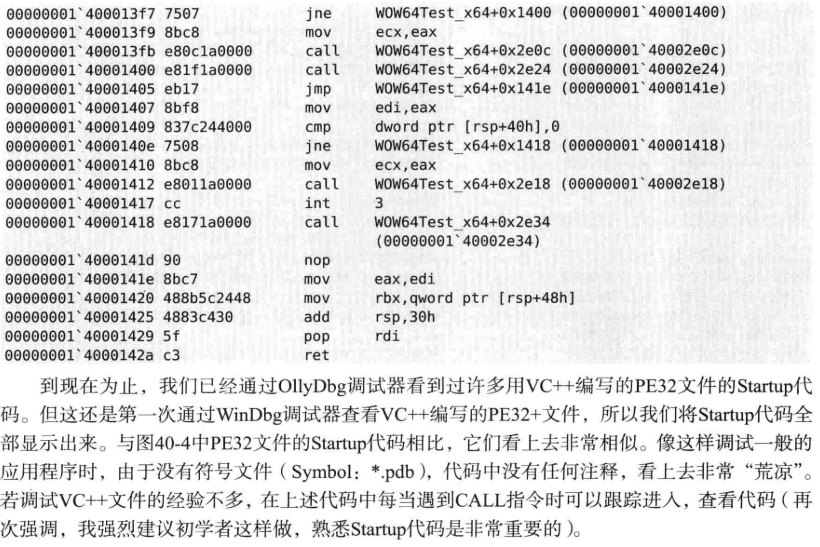 00000001`400013f7 7507 jne WOW64Test_x64+0x1400 (00000001`40001400)
00000001`400013f9 8bc8 mov ecx,eax
00000001`400013fb e80c1a0000 call WOW64Test_x64+0x2e0c (00000001`40002e0c)
00000001`40001400 e81f1a0000 call WOW64Test_x64+0x2e24 (00000001`40002e24)
00000001`40001405 eb17 jmp WOW64Test_x64+0x141e (00000001`4000141e)
00000001`40001407 8bf8 mov edi,eax
00000001`40001409 837c244000 cmp dword ptr [rsp+40h],0
00000001`4000140e 7508 jne WOW64Test_x64+0x1418 (00000001`40001418)
00000001`40001410 8bc8 mov ecx,eax
00000001`40001412 e8011a0000 call WOW64Test_x64+0x2e18 (00000001`40002e18)
00000001`40001417 cc int 3
00000001`40001418 e8171a0000 call WOW64Test_x64+0x2e34
(00000001`40002e34)
00000001`4000141d 90 nop
00000001`4000141e 8bc7 mov eax,edi
00000001`40001420 488b5c2448 mov rbx,qword ptr [rsp+48h]
00000001`40001425 4883c430 add rsp,30h
00000001`40001429 5f pop rdi
00000001`4000142a c3 ret
到现在为止，我们已经通过OllyDbg调试器看到过许多用VC++编写的PE32文件的Startup代
码。但这还是第一次通过WinDbg调试器查看VC++编写的PE32+文件，所以我们将Startup代码全
部显示出来。与图40-4中PE32文件的Startup代码相比，它们看上去非常相似。像这样调试一般的
应用程序时，由于没有符号文件（Symbol：*.pdb），代码中没有任何注释，看上去非常“荒凉”。
若调试VC++文件的经验不多，在上述代码中每当遇到CALL指令时可以跟踪进入，查看代码（再
次强调，我强烈建议初学者这样做，熟悉Startup代码是非常重要的）。